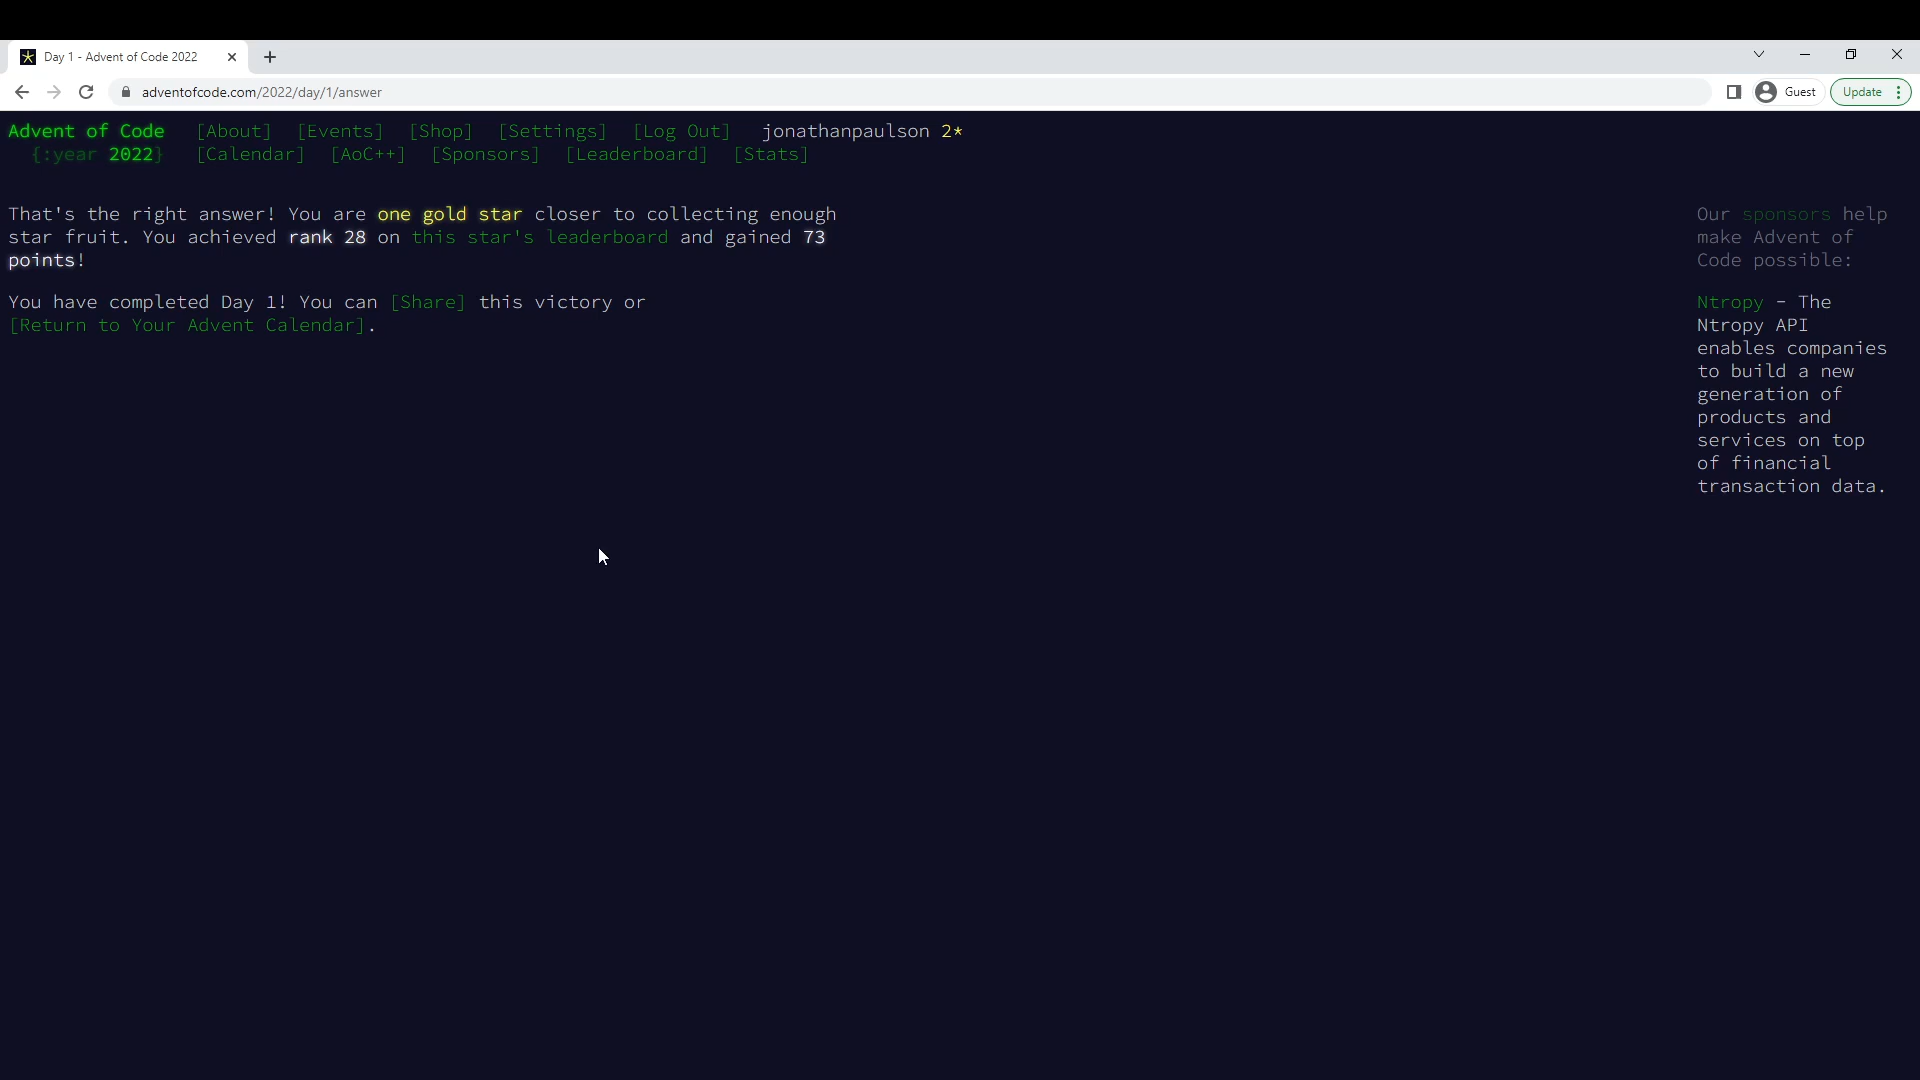 Day 1 - Advent of Code 2022
adventofcode.com/2022/day/1/answer
Guest
Update
Advent of Code [About] [Events] [Shop] [Settings] [Log Out] jonathanpaulson 2*
{:year 2022} [Calendar] [AoC++] [Sponsors] [Leaderboard] [Stats]
That's the right answer! You are one gold star closer to collecting enough
star fruit. You achieved rank 28 on this star's leaderboard and gained 73
points!
You have completed Day 1! You can [Share] this victory or
[Return to Your Advent Calendar].
Our sponsors help
make Advent of
Code possible:
Ntropy - The
Ntropy API
enables companies
to build a new
generation of
products and
services on top
of financial
transaction data.